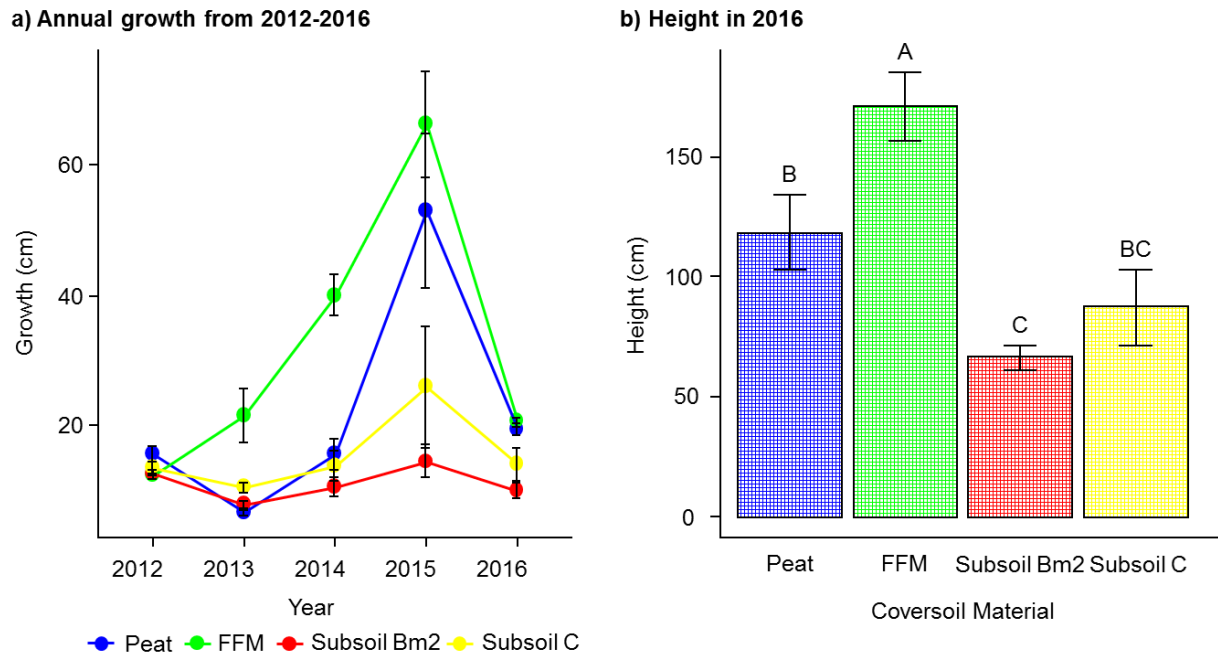 a) Annual growth from 2012-2016
Growth (cm)
60
40
20
2012 2013 2014 2015 2016
Year
Peat FFM Subsoil Bm2 Subsoil C
b) Height in 2016
Height (cm)
150
100
50
0
B
A
C
BC
Peat FFM Subsoil Bm2 Subsoil C
Coversoil Material